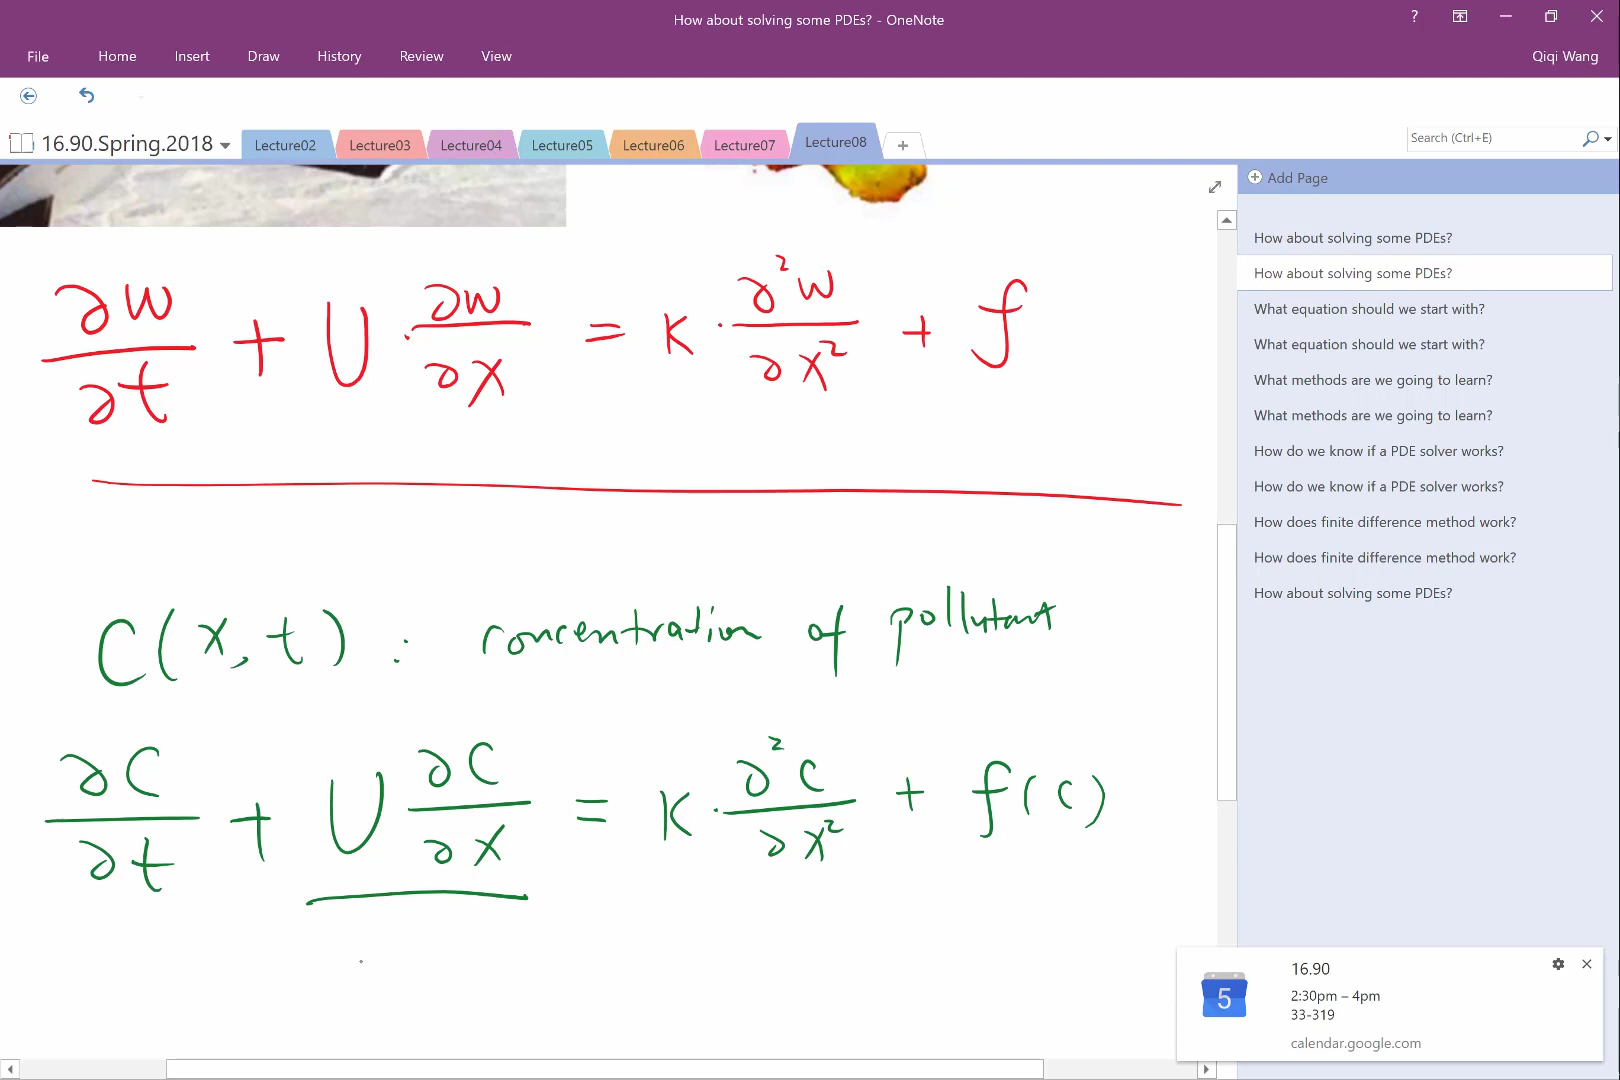 How about solving some PDEs? - OneNote
?
File Home Insert Draw History Review View
Qiqi Wang
16.90.Spring.2018
Lecture02 Lecture03 Lecture04 Lecture05 Lecture06 Lecture07 Lecture08 +
Search (Ctrl+E)
Add Page
How about solving some PDEs?
How about solving some PDEs?
What equation should we start with?
What equation should we start with?
What methods are we going to learn?
What methods are we going to learn?
How do we know if a PDE solver works?
How do we know if a PDE solver works?
How does finite difference method work?
How does finite difference method work?
How about solving some PDEs?
∂w/∂t + U · ∂w/∂x = K · ∂²w/∂x² + f
C(x, t) : concentration of pollutant
∂C/∂t + U ∂C/∂x = K · ∂²C/∂x² + f(C)
16.90
5
2:30pm – 4pm
33-319
calendar.google.com